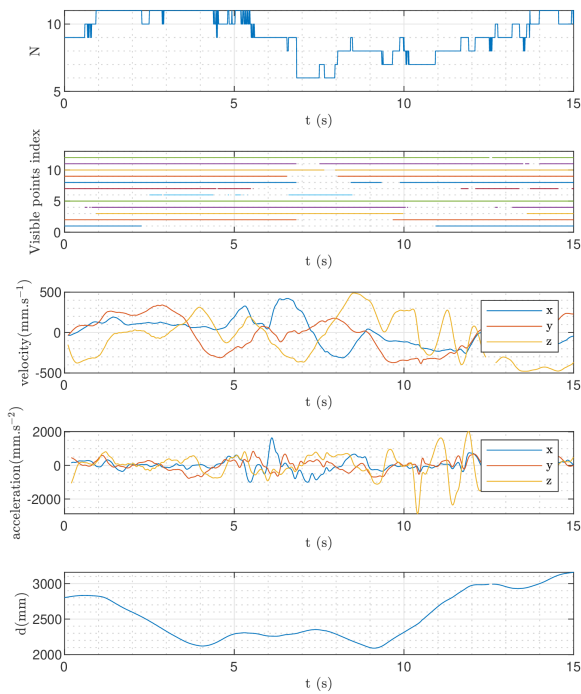 10
5
N
0 5 10 15
t (s)
10
5
0
Visible points index
0 5 10 15
t (s)
500
0
-500
velocity(mm.s⁻¹)
x
y
z
0 5 10 15
t (s)
2000
0
-2000
acceleration(mm.s⁻²)
x
y
z
0 5 10 15
t (s)
3000
2500
2000
d(mm)
0 5 10 15
t (s)